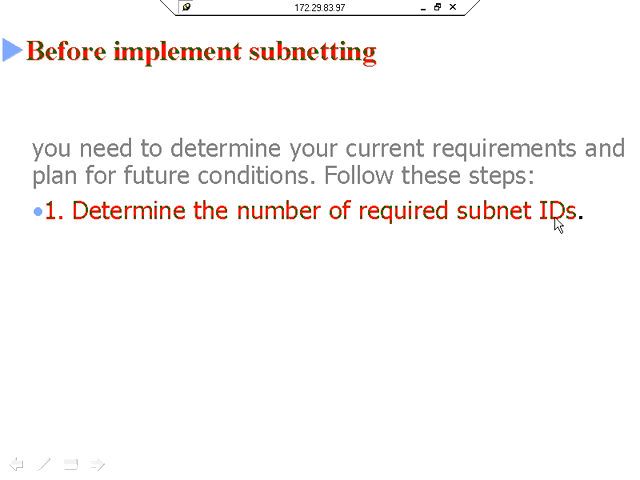 172.29.83.97
Before implement subnetting
you need to determine your current requirements and
plan for future conditions. Follow these steps:
1. Determine the number of required subnet IDs.